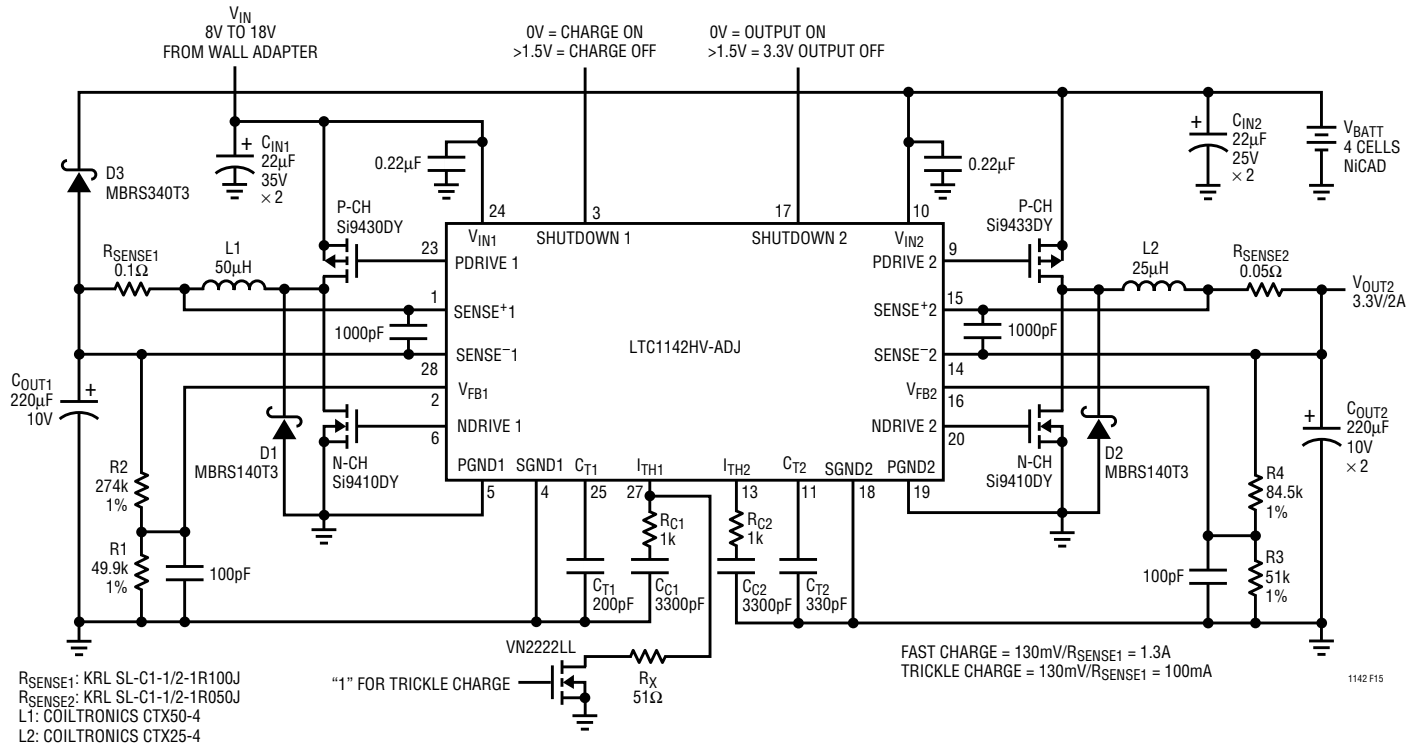 V_IN
8V TO 18V
FROM WALL ADAPTER
0V = CHARGE ON
>1.5V = CHARGE OFF
0V = OUTPUT ON
>1.5V = 3.3V OUTPUT OFF
D3
MBRS340T3
+
C_IN1
22µF
35V
× 2
0.22µF
0.22µF
+
C_IN2
22µF
25V
× 2
V_BATT
4 CELLS
NiCAD
P-CH
Si9430DY
24
3
17
10
P-CH
Si9433DY
V_IN1
SHUTDOWN 1
SHUTDOWN 2
V_IN2
23
PDRIVE 1
PDRIVE 2
9
R_SENSE1
0.1Ω
L1
50µH
L2
25µH
R_SENSE2
0.05Ω
V_OUT2
3.3V/2A
1
SENSE+1
SENSE+2
15
1000pF
LTC1142HV-ADJ
1000pF
SENSE–1
28
SENSE–2
14
C_OUT1
220µF
10V
+
V_FB1
2
V_FB2
16
NDRIVE 1
6
NDRIVE 2
20
+
C_OUT2
220µF
10V
× 2
D1
MBRS140T3
N-CH
Si9410DY
N-CH
Si9410DY
D2
MBRS140T3
PGND1
SGND1
C_T1
I_TH1
I_TH2
C_T2
SGND2
PGND2
5
4
25
27
13
11
18
19
R2
274k
1%
R4
84.5k
1%
R_C1
1k
R_C2
1k
R1
49.9k
1%
100pF
C_T1
200pF
C_C1
3300pF
C_C2
3300pF
C_T2
330pF
100pF
R3
51k
1%
VN2222LL
"1" FOR TRICKLE CHARGE
R_X
51Ω
FAST CHARGE = 130mV/R_SENSE1 = 1.3A
TRICKLE CHARGE = 130mV/R_SENSE1 = 100mA
1142 F15
R_SENSE1: KRL SL-C1-1/2-1R100J
R_SENSE2: KRL SL-C1-1/2-1R050J
L1: COILTRONICS CTX50-4
L2: COILTRONICS CTX25-4